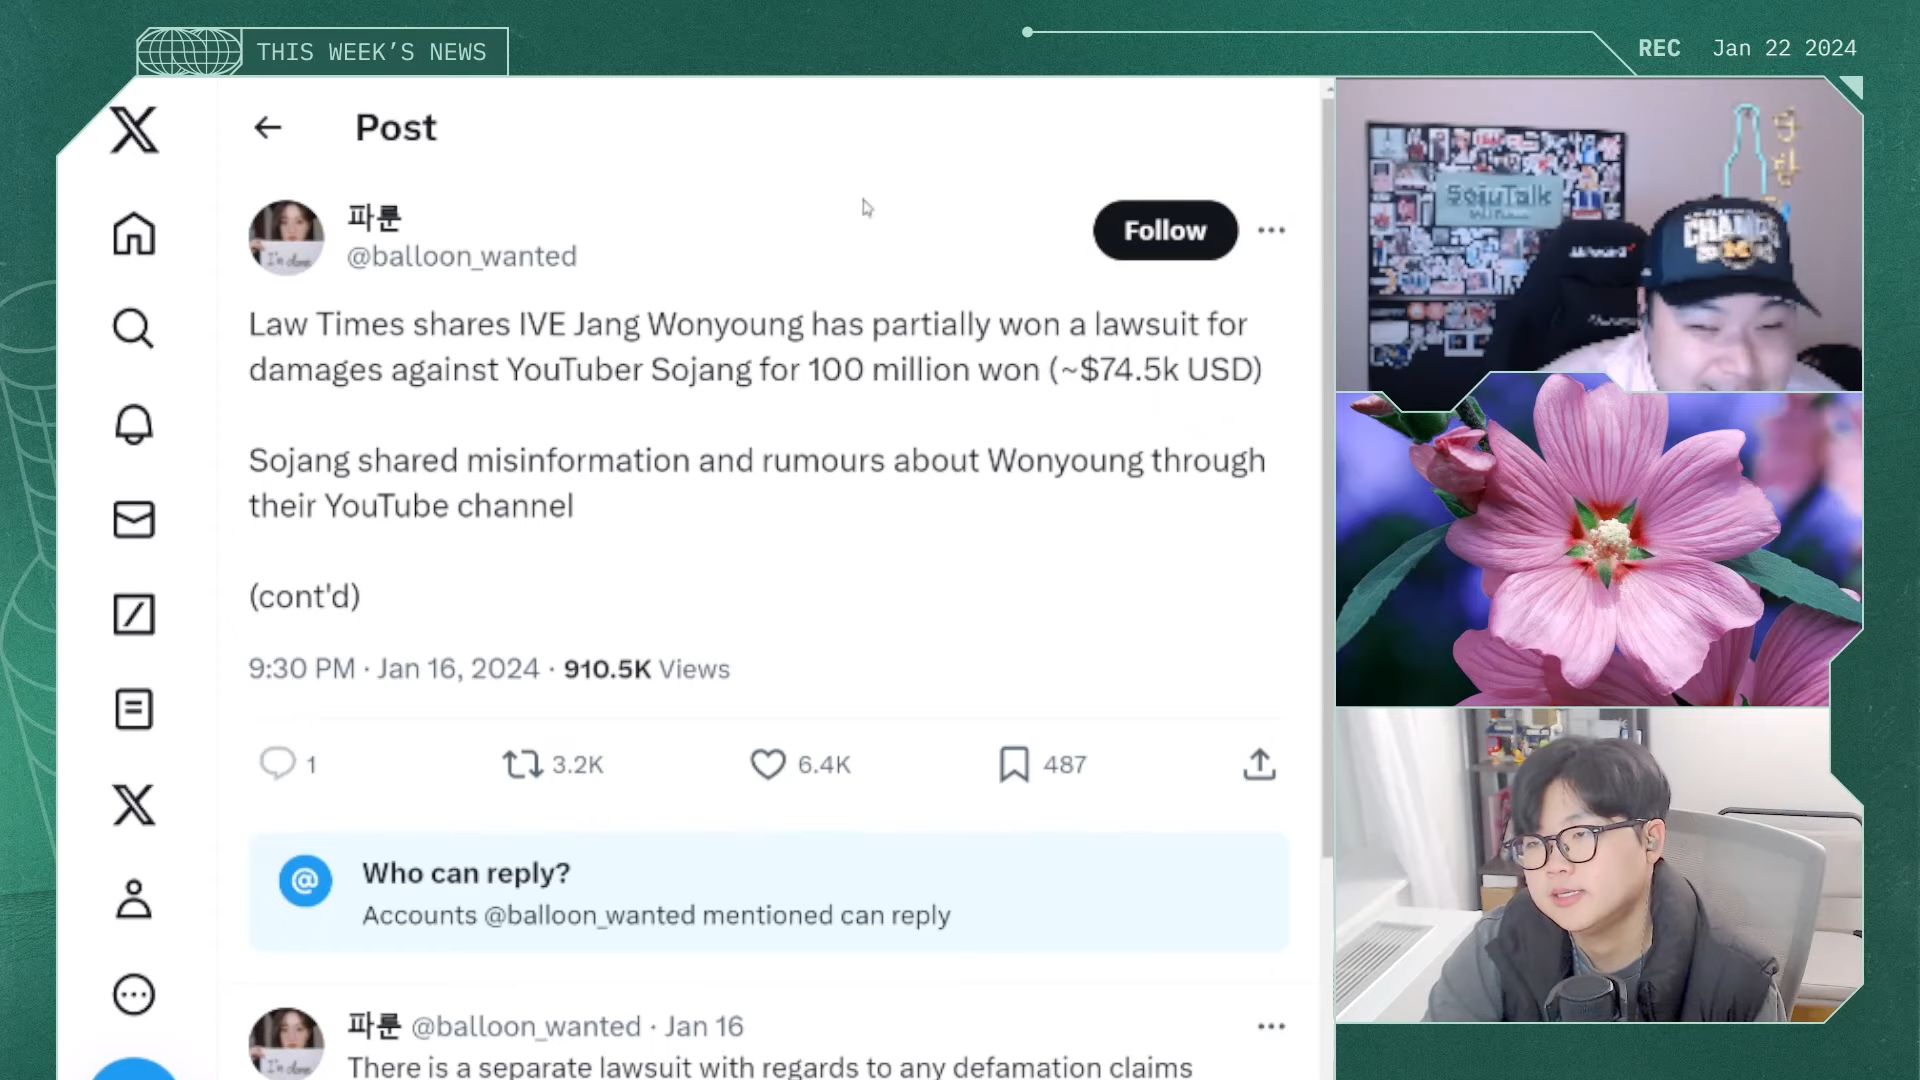 THIS WEEK’S NEWS
REC Jan 22 2024
Post
파룬
@balloon_wanted
Follow
I'm done
Law Times shares IVE Jang Wonyoung has partially won a lawsuit for
damages against YouTuber Sojang for 100 million won (~$74.5k USD)
Sojang shared misinformation and rumours about Wonyoung through
their YouTube channel
(cont'd)
9:30 PM · Jan 16, 2024 · 910.5K Views
1 3.2K 6.4K 487
Who can reply?
Accounts @balloon_wanted mentioned can reply
파룬 @balloon_wanted · Jan 16
I'm done
There is a separate lawsuit with regards to any defamation claims
SojuTalk
CHAMPS
M